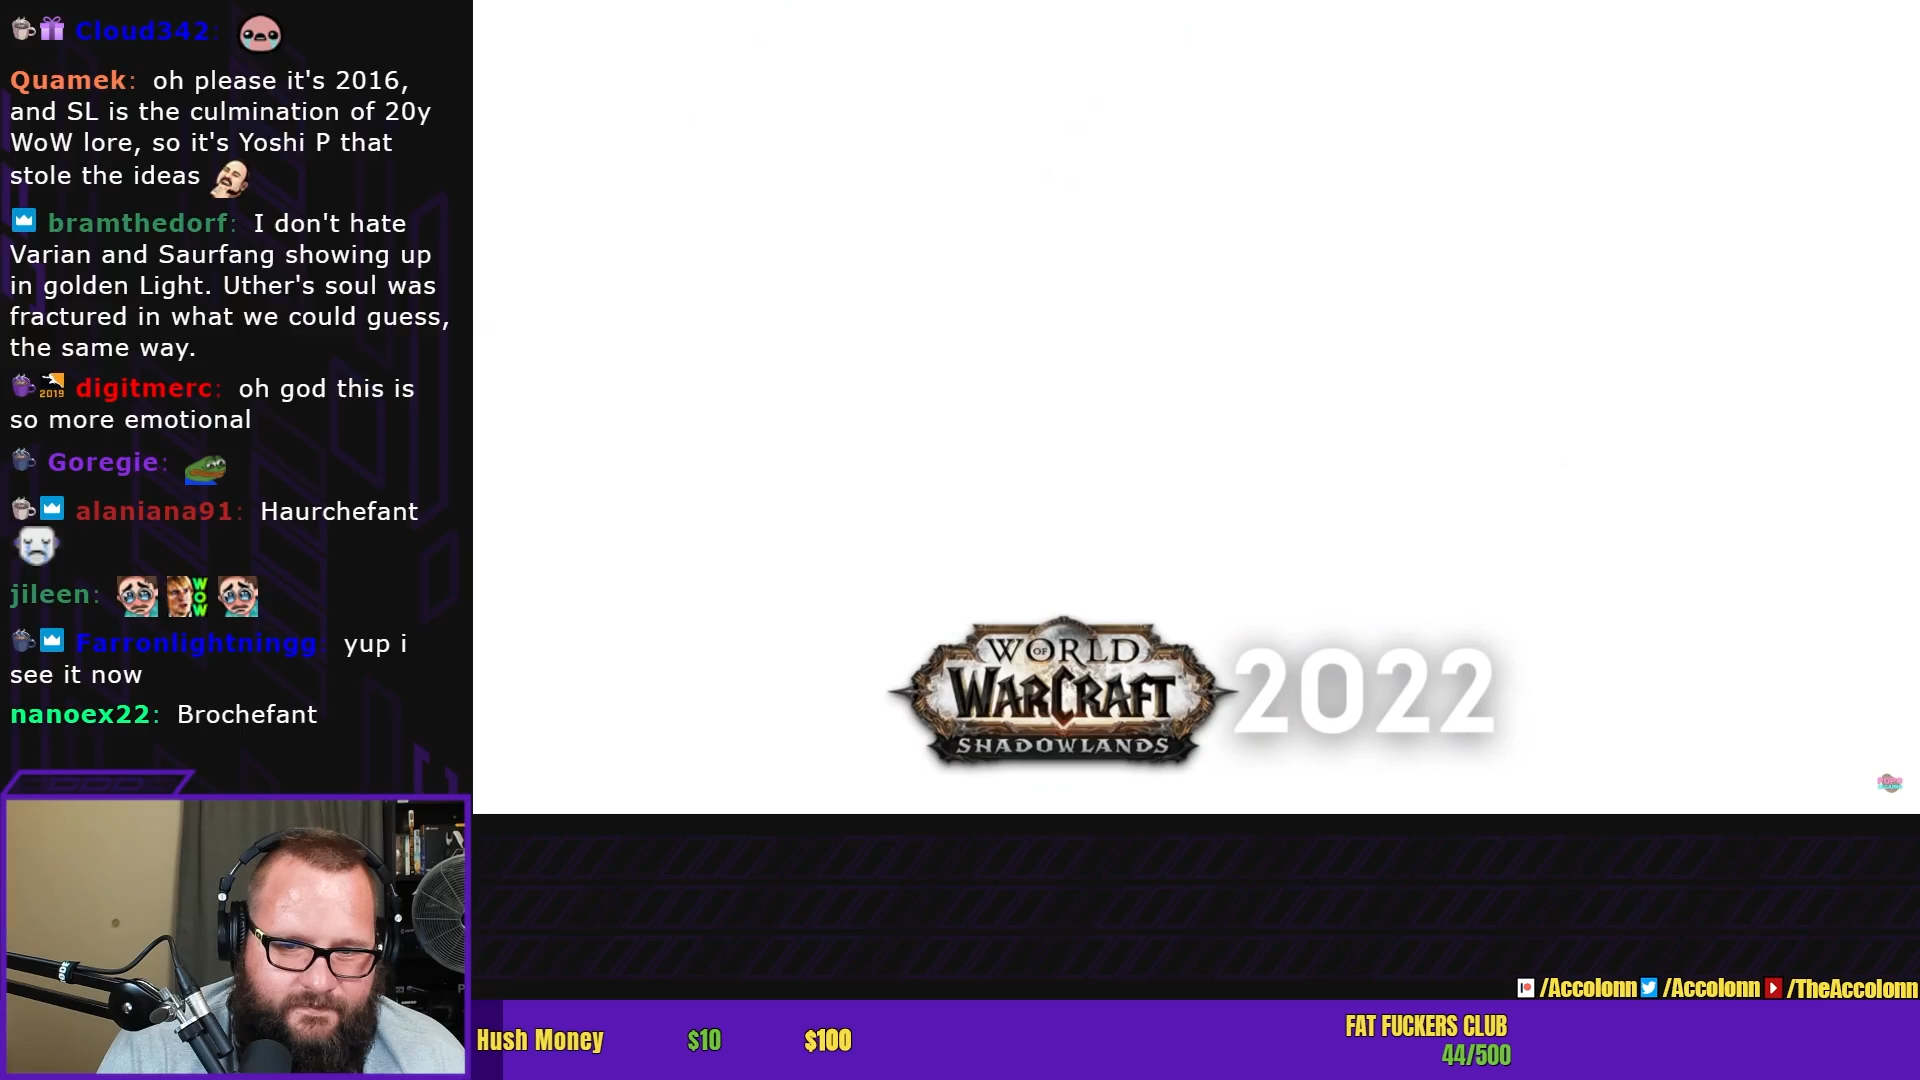 Cloud342:
Quamek: oh please it's 2016,
and SL is the culmination of 20y
WoW lore, so it's Yoshi P that
stole the ideas
bramthedorf: I don't hate
Varian and Saurfang showing up
in golden Light. Uther's soul was
fractured in what we could guess,
the same way.
2019 digitmerc: oh god this is
so more emotional
Goregie:
alaniana91: Haurchefant
jileen: WOW
Farronlightningg: yup i
see it now
nanoex22: Brochefant
WORLD
OF
WARCRAFT
SHADOWLANDS
2022
/Accolonn /Accolonn /TheAccolonn
Hush Money $10 $100
FAT FUCKERS CLUB
44/500